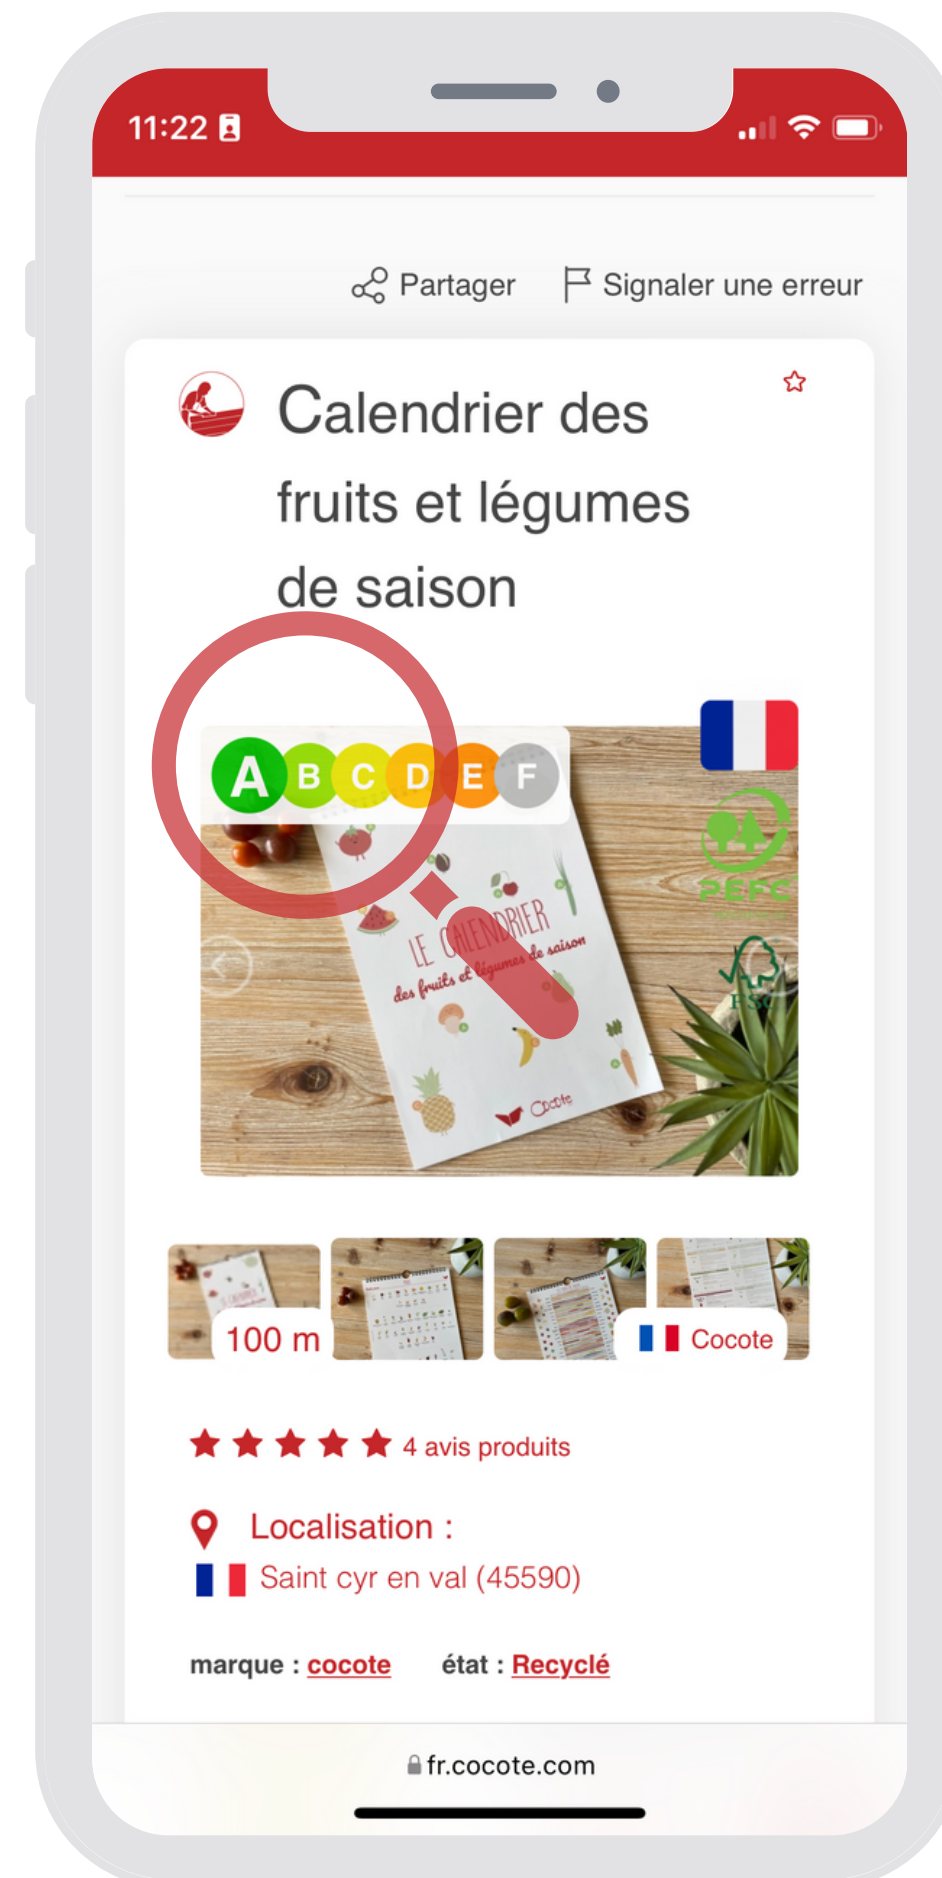 11:22
Partager
Signaler une erreur
Calendrier des
fruits et légumes
de saison
A B C D E F
PEFC
LE CALENDRIER
des fruits et légumes de saison
FSC
Cocote
100 m
Cocote
4 avis produits
Localisation :
Saint cyr en val (45590)
marque : cocote
état : Recyclé
fr.cocote.com